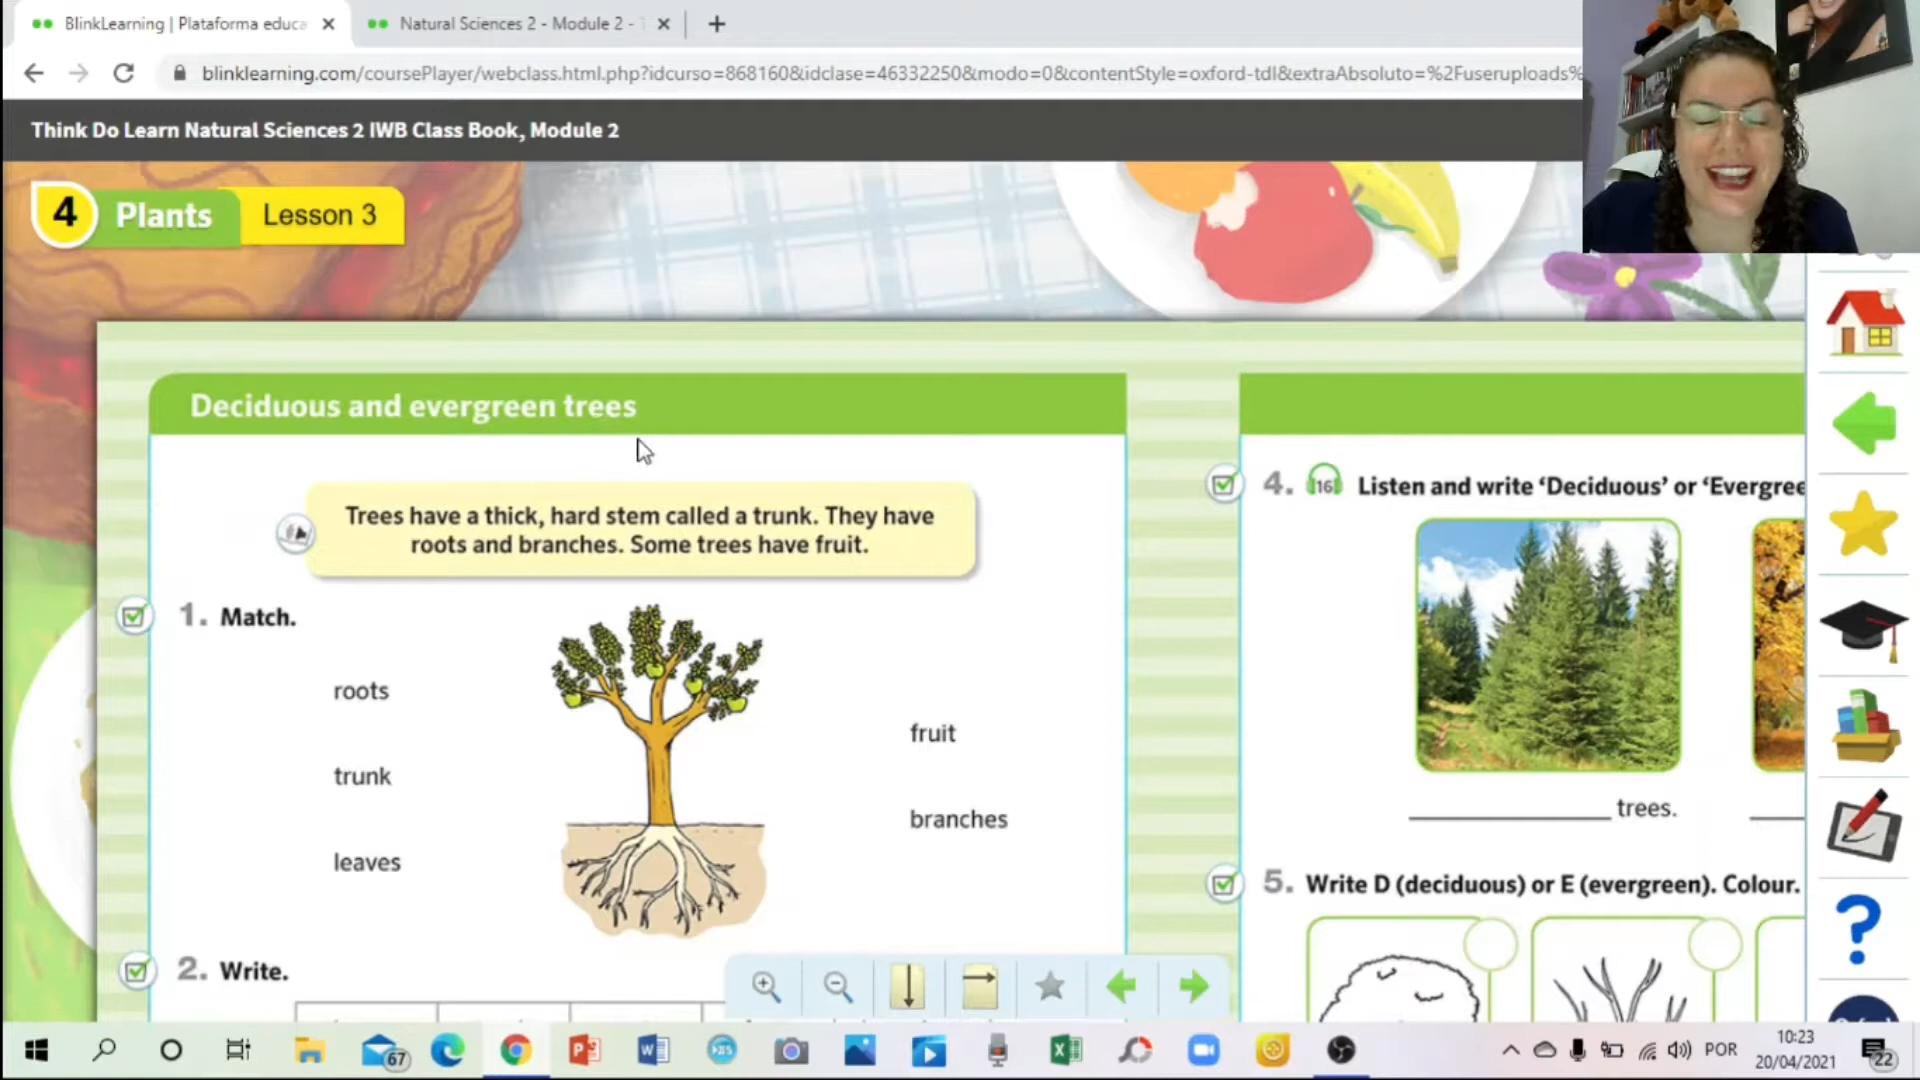 BlinkLearning | Plataforma educa
Natural Sciences 2 - Module 2 -
blinklearning.com/coursePlayer/webclass.html.php?idcurso=868160&idclase=46332250&modo=0&contentStyle=oxford-tdl&extraAbsoluto=%2Fuseruploads%
Think Do Learn Natural Sciences 2 IWB Class Book, Module 2
4 Plants Lesson 3
Deciduous and evergreen trees
Trees have a thick, hard stem called a trunk. They have
roots and branches. Some trees have fruit.
1. Match.
roots
trunk
leaves
fruit
branches
2. Write.
4. 16 Listen and write ‘Deciduous’ or ‘Evergree
trees.
5. Write D (deciduous) or E (evergreen). Colour.
67
POR
10:23
20/04/2021
22